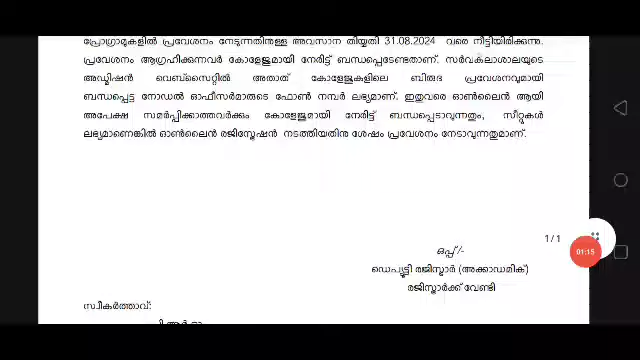 പ്രോഗ്രാമുകളിൽ പ്രവേശനം നേടുന്നതിനുള്ള അവസാന തിയ്യതി 31.08.2024 വരെ നീട്ടിയിരിക്കുന്നു.
പ്രവേശനം ആഗ്രഹിക്കുന്നവർ കോളേജുമായി നേരിട്ട് ബന്ധപ്പെടേണ്ടതാണ്. സർവകലാശാലയുടെ
അഡ്മിഷൻ വെബ്സൈറ്റിൽ അതാത് കോളേജുകളിലെ ബിരുദ പ്രവേശനവുമായി
ബന്ധപ്പെട്ട നോഡൽ ഓഫീസർമാരുടെ ഫോൺ നമ്പർ ലഭ്യമാണ്. ഇതുവരെ ഓൺലൈൻ ആയി
അപേക്ഷ സമർപ്പിക്കാത്തവർക്കും കോളേജുമായി നേരിട്ട് ബന്ധപ്പെടാവുന്നതും, സീറ്റുകൾ
ലഭ്യമാണെങ്കിൽ ഓൺലൈൻ രജിസ്ട്രേഷൻ നടത്തിയതിനു ശേഷം പ്രവേശനം നേടാവുന്നതുമാണ്.
1/1
01:15
ഒപ്പ്/-
ഡെപ്യൂട്ടി രജിസ്ട്രാർ (അക്കാഡമിക്)
രജിസ്ട്രാർക്ക് വേണ്ടി
സ്വീകർത്താവ്: